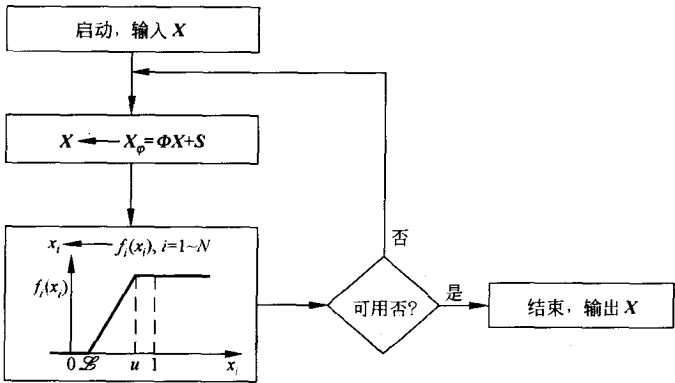 启动，输入 X
X ← X_φ=ΦX+S
x_i ← f_i(x_i), i=1~N
f_i(x_i)
0 ℒ u 1 x_i
否
可用否?
是
结束，输出 X